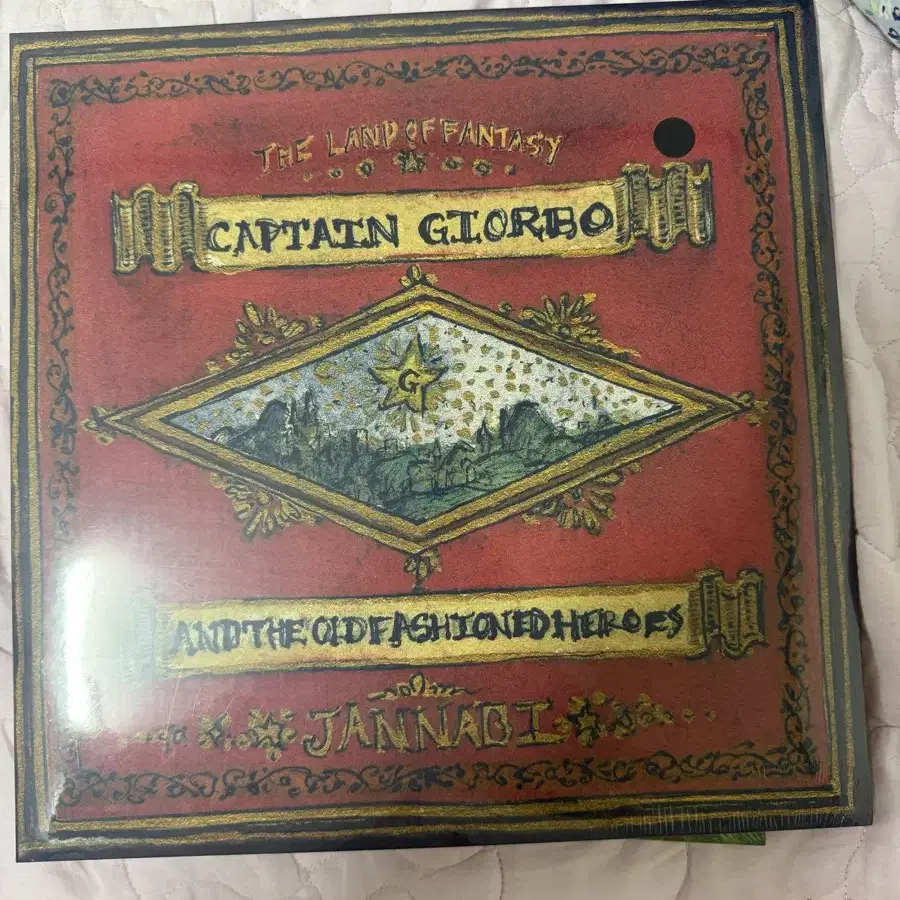 THE LAND OF FANTASY
CAPTAIN GIORBO
G
AND THE OLD FASHIONED HEROES
JANNABI